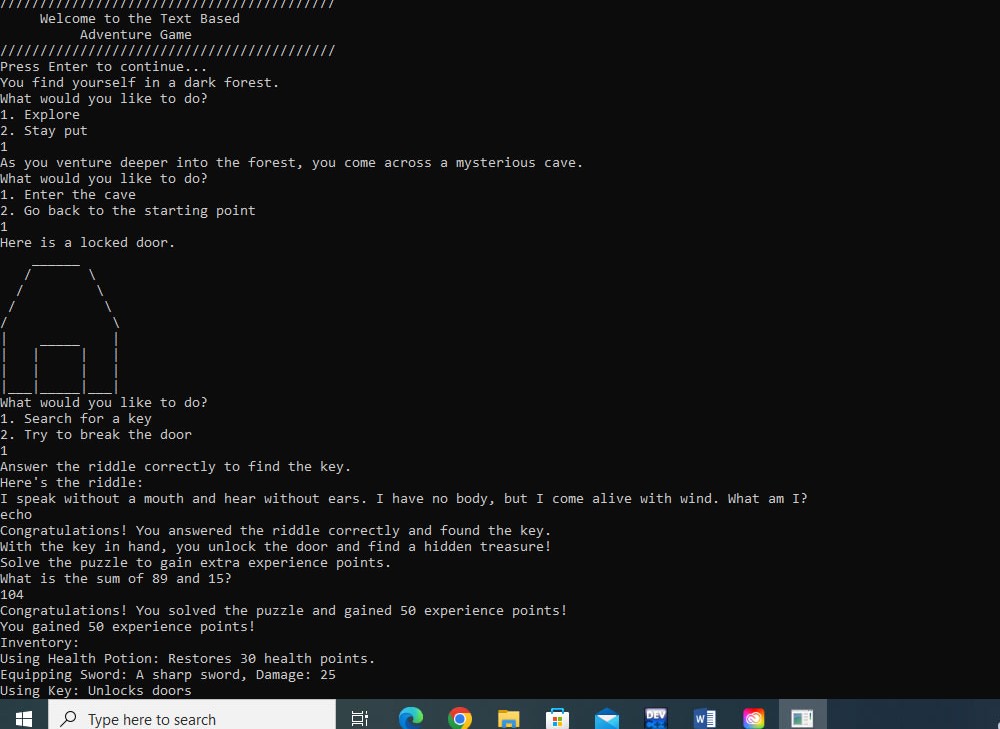 //////////////////////////////////////////
     Welcome to the Text Based
          Adventure Game
//////////////////////////////////////////
Press Enter to continue...
You find yourself in a dark forest.
What would you like to do?
1. Explore
2. Stay put
1
As you venture deeper into the forest, you come across a mysterious cave.
What would you like to do?
1. Enter the cave
2. Go back to the starting point
1
Here is a locked door.
    ______
   /       \
  /         \
 /           \
/             \
|    _____    |
|   |     |   |
|   |     |   |
|___|_____|___|
What would you like to do?
1. Search for a key
2. Try to break the door
1
Answer the riddle correctly to find the key.
Here's the riddle:
I speak without a mouth and hear without ears. I have no body, but I come alive with wind. What am I?
echo
Congratulations! You answered the riddle correctly and found the key.
With the key in hand, you unlock the door and find a hidden treasure!
Solve the puzzle to gain extra experience points.
What is the sum of 89 and 15?
104
Congratulations! You solved the puzzle and gained 50 experience points!
You gained 50 experience points!
Inventory:
Using Health Potion: Restores 30 health points.
Equipping Sword: A sharp sword, Damage: 25
Using Key: Unlocks doors
Type here to search
DEV
W